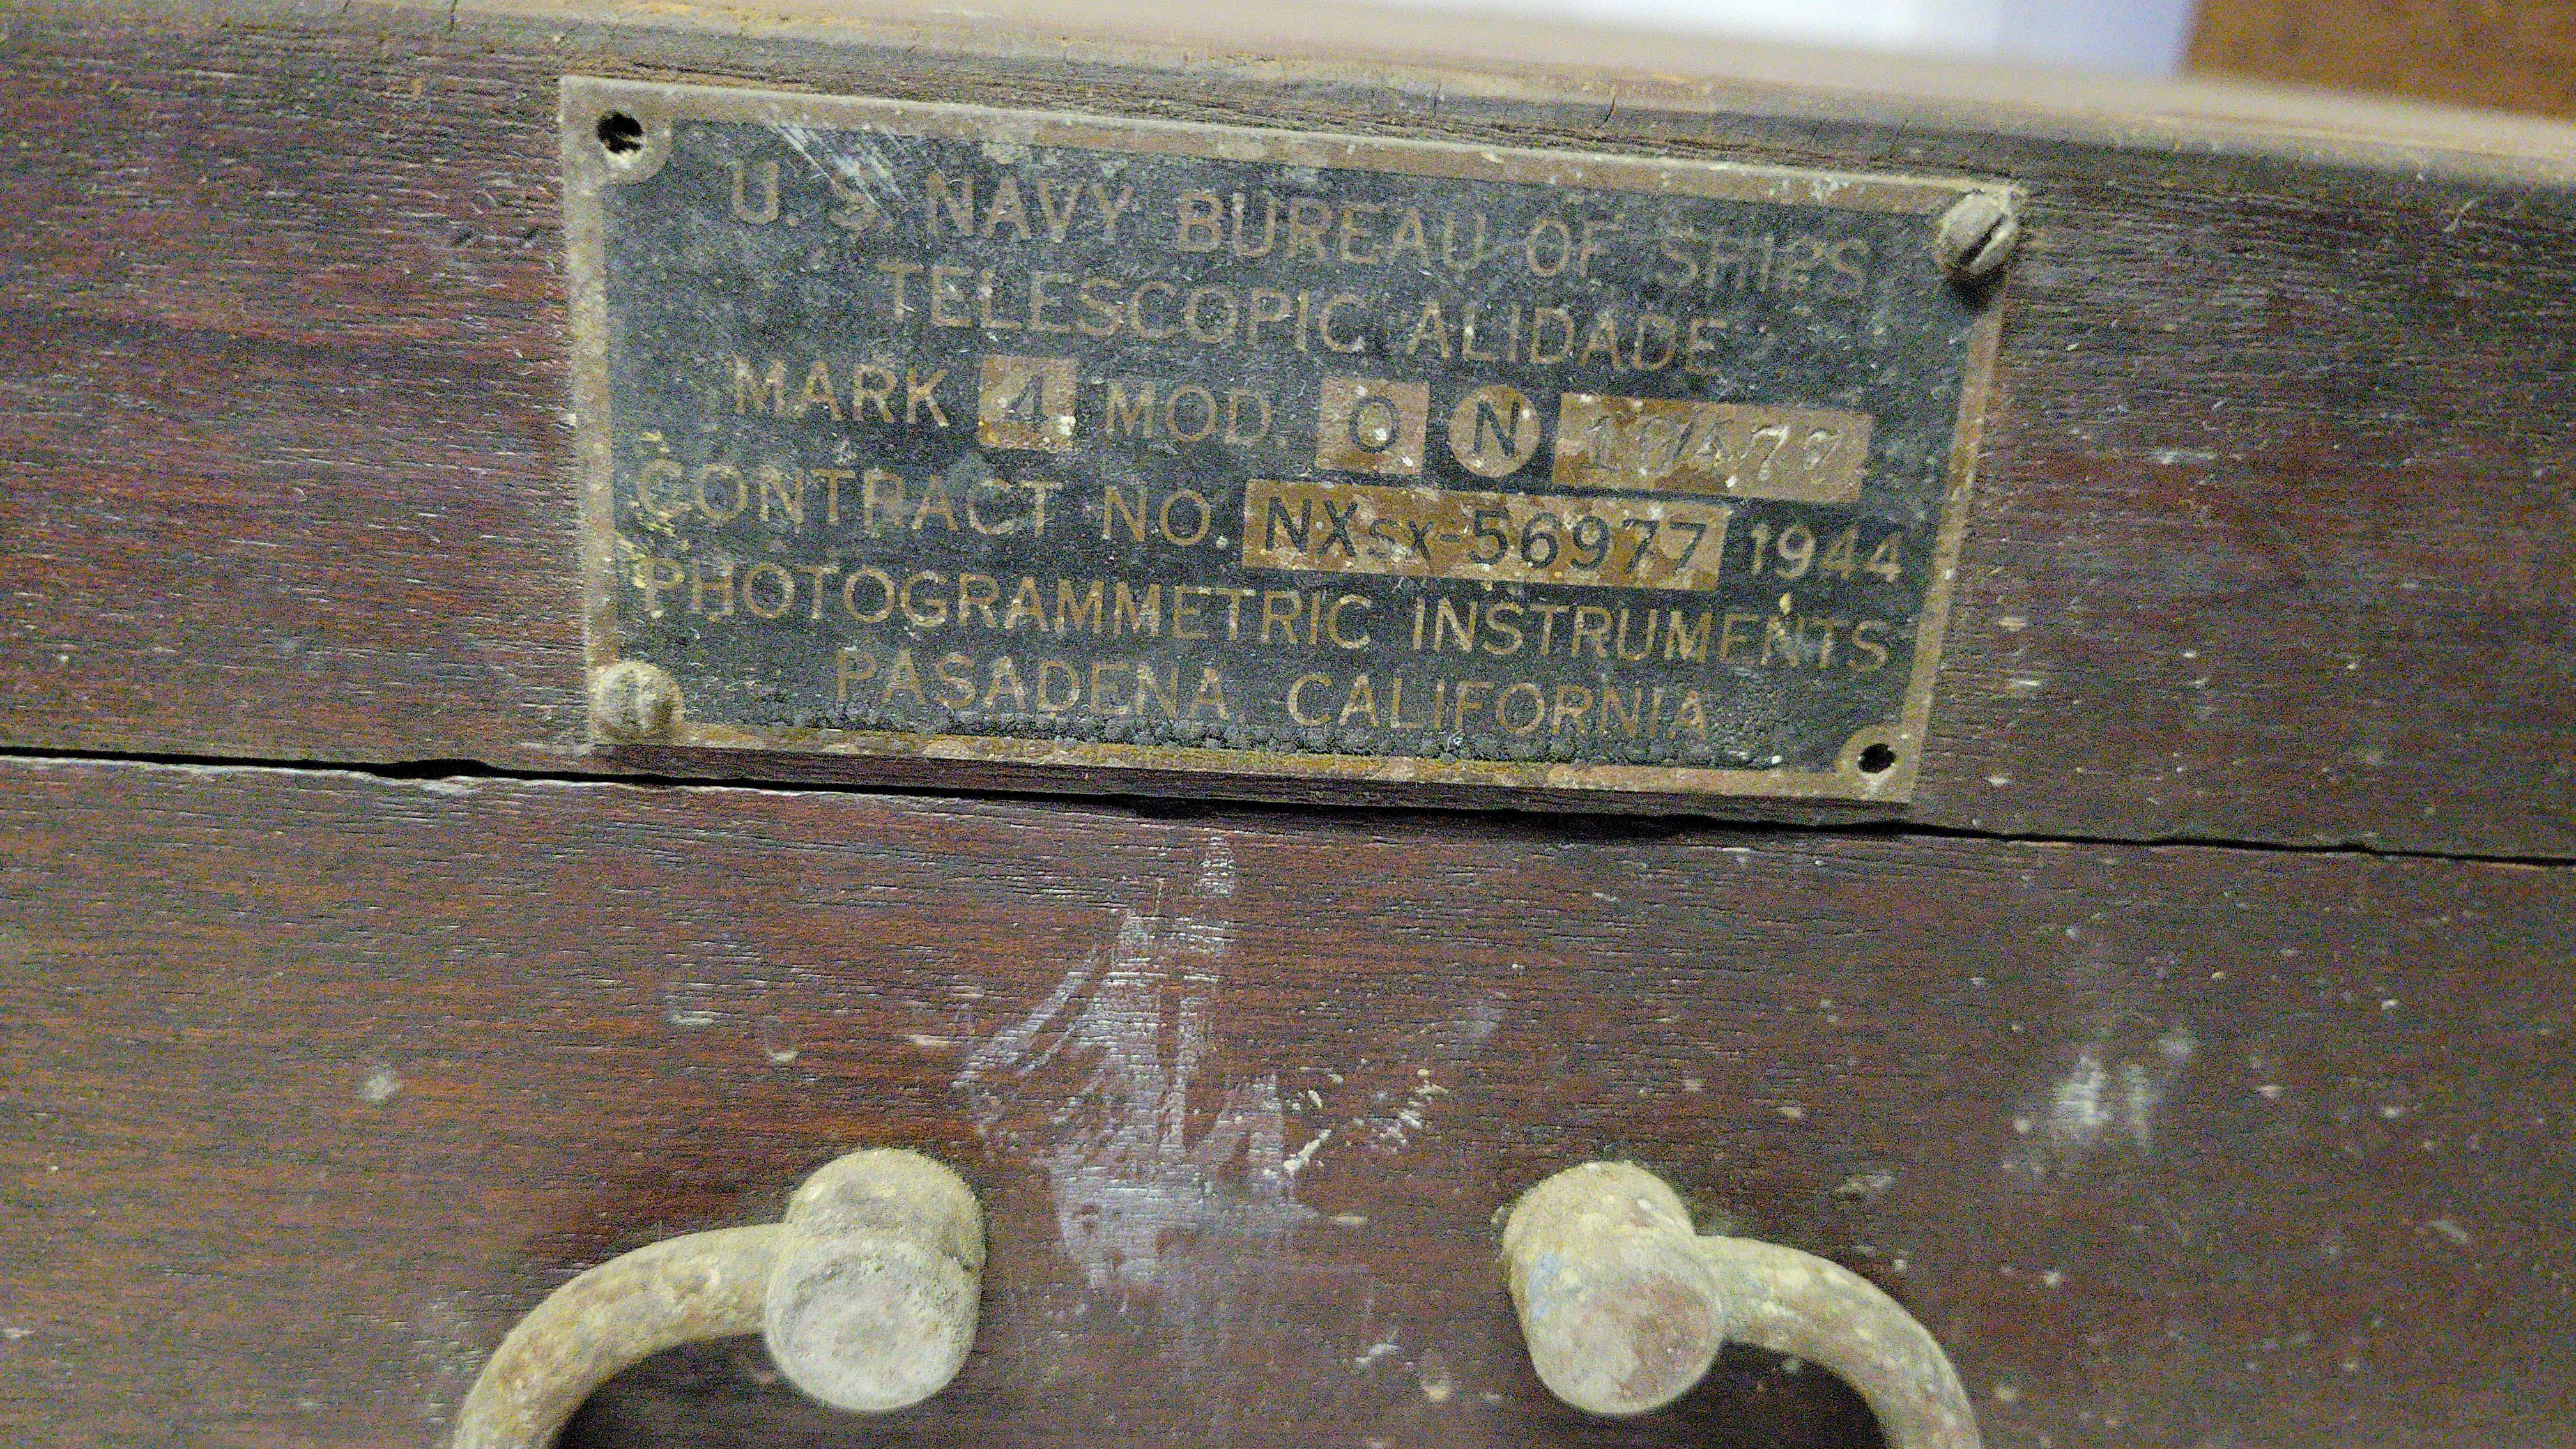 U. S. NAVY BUREAU OF SHIPS
TELESCOPIC ALIDADE
MARK 4 MOD 0 N
CONTRACT NO. NXsx-56977 1944
PHOTOGRAMMETRIC INSTRUMENTS
PASADENA CALIFORNIA